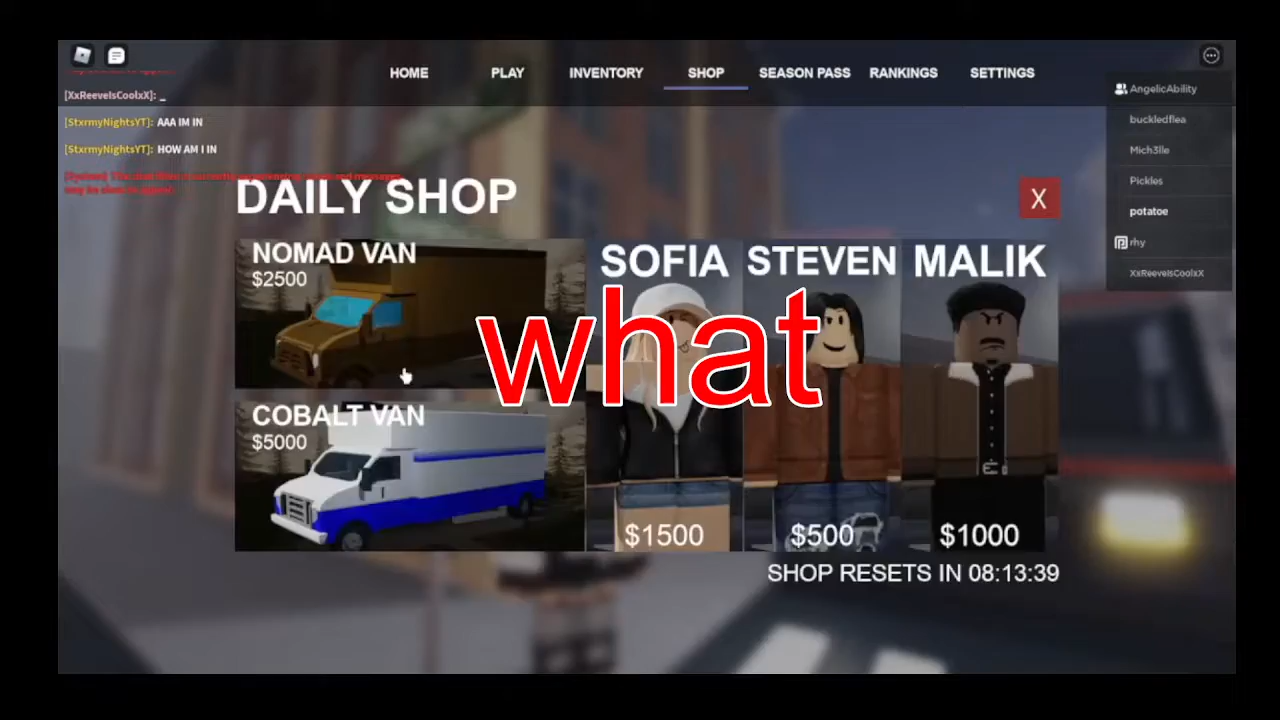 HOME PLAY INVENTORY SHOP SEASON PASS RANKINGS SETTINGS
[XxReeveIsCoolxX]: _
[StxrmyNightsYT]: AAA IM IN
[StxrmyNightsYT]: HOW AM I IN
AngelicAbility
buckledflea
Mich3lle
Pickles
potatoe
rhy
XxReeveIsCoolxX
DAILY SHOP
X
NOMAD VAN
$2500
COBALT VAN
$5000
SOFIA STEVEN MALIK
what
$1500 $500 $1000
SHOP RESETS IN 08:13:39